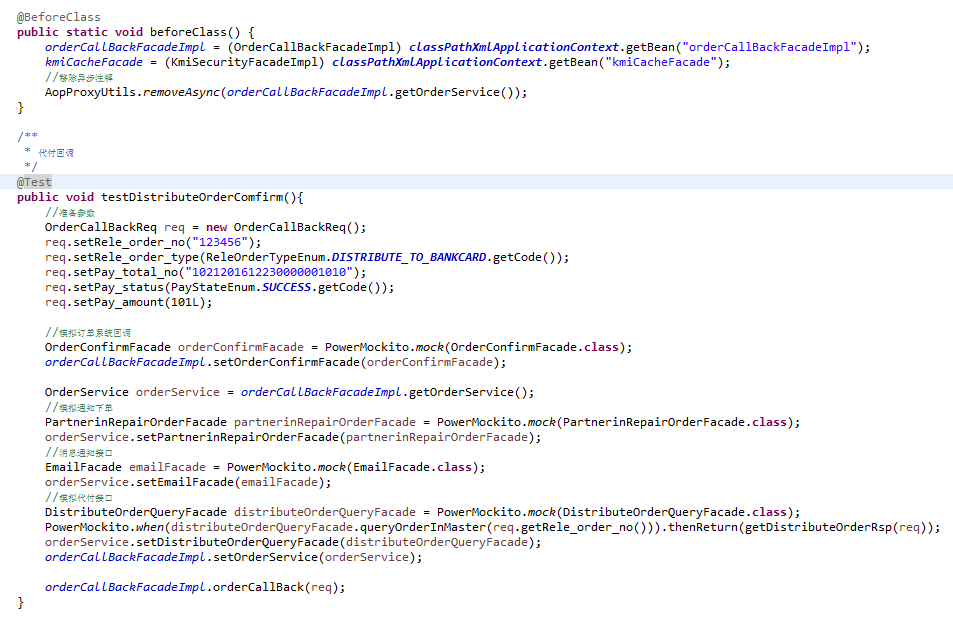 @BeforeClass
public static void beforeClass() {
orderCallBackFacadeImpl = (OrderCallBackFacadeImpl) classPathXmlApplicationContext.getBean("orderCallBackFacadeImpl");
kmiCacheFacade = (KmiSecurityFacadeImpl) classPathXmlApplicationContext.getBean("kmiCacheFacade");
//移除异步注解
AopProxyUtils.removeAsync(orderCallBackFacadeImpl.getOrderService());
}
/**
* 代付回调
*/
@Test
public void testDistributeOrderComfirm(){
//准备参数
OrderCallBackReq req = new OrderCallBackReq();
req.setRele_order_no("123456");
req.setRele_order_type(ReleOrderTypeEnum.DISTRIBUTE_TO_BANKCARD.getCode());
req.setPay_total_no("1021201612230000001010");
req.setPay_status(PayStateEnum.SUCCESS.getCode());
req.setPay_amount(101L);
//模拟订单系统回调
OrderConfirmFacade orderConfirmFacade = PowerMockito.mock(OrderConfirmFacade.class);
orderCallBackFacadeImpl.setOrderConfirmFacade(orderConfirmFacade);
OrderService orderService = orderCallBackFacadeImpl.getOrderService();
//模拟通知下单
PartnerinRepairOrderFacade partnerinRepairOrderFacade = PowerMockito.mock(PartnerinRepairOrderFacade.class);
orderService.setPartnerinRepairOrderFacade(partnerinRepairOrderFacade);
//消息通知接口
EmailFacade emailFacade = PowerMockito.mock(EmailFacade.class);
orderService.setEmailFacade(emailFacade);
//模拟代付接口
DistributeOrderQueryFacade distributeOrderQueryFacade = PowerMockito.mock(DistributeOrderQueryFacade.class);
PowerMockito.when(distributeOrderQueryFacade.queryOrderInMaster(req.getRele_order_no())).thenReturn(getDistributeOrderRsp(req));
orderService.setDistributeOrderQueryFacade(distributeOrderQueryFacade);
orderCallBackFacadeImpl.setOrderService(orderService);
orderCallBackFacadeImpl.orderCallBack(req);
}